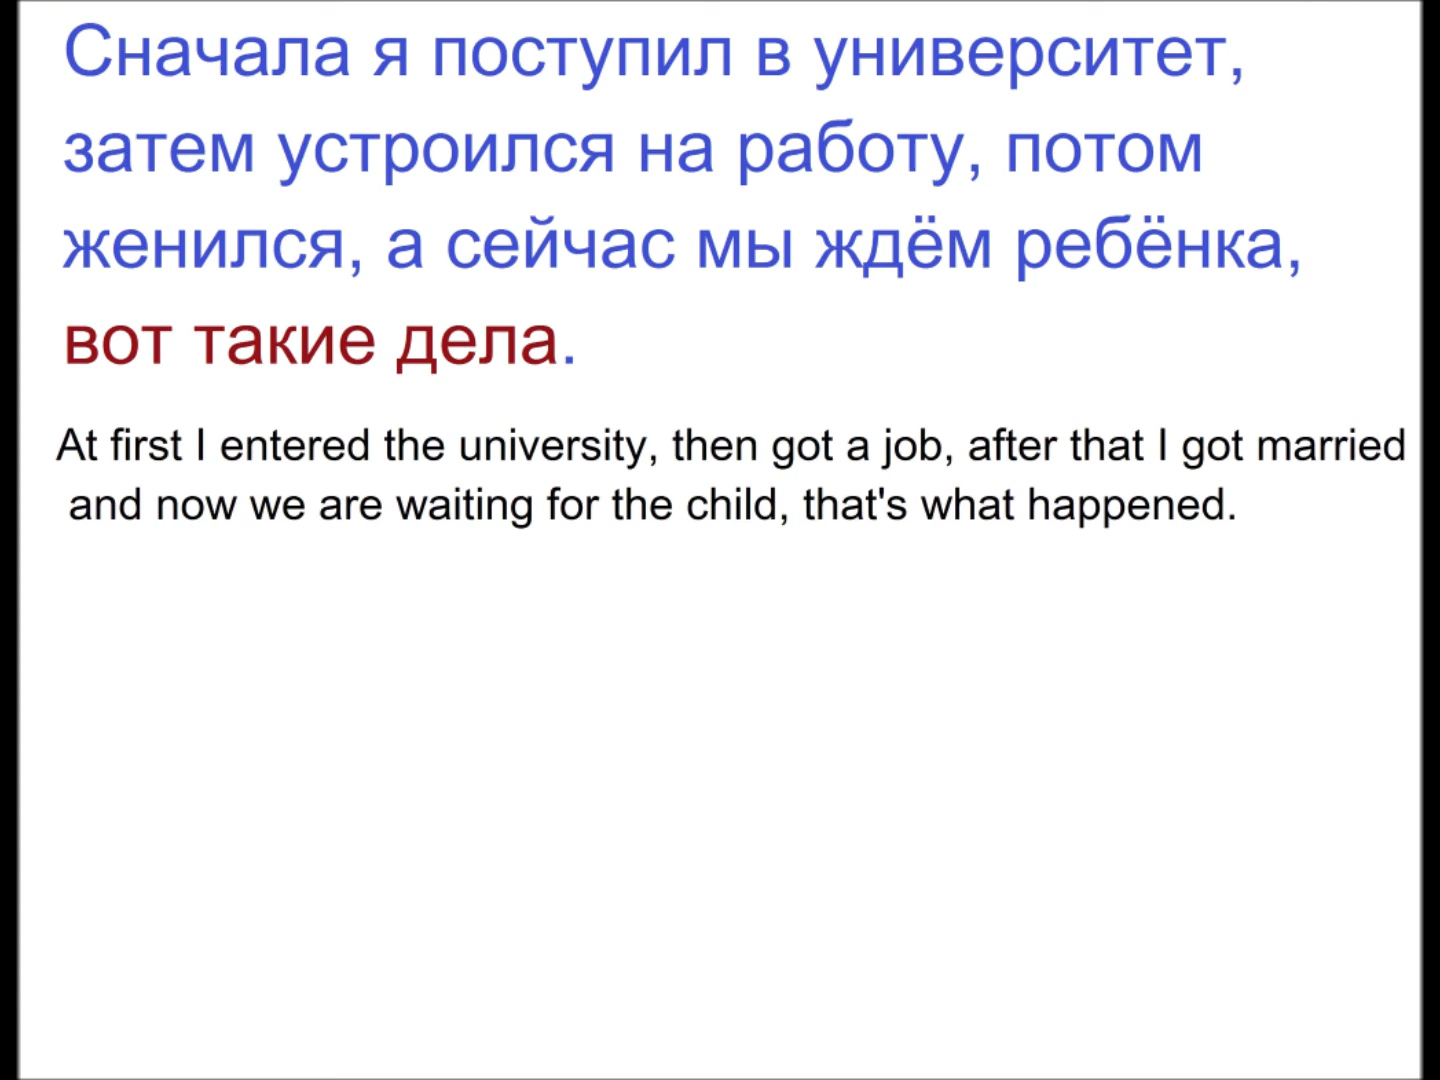 Сначала я поступил в университет,
затем устроился на работу, потом
женился, а сейчас мы ждём ребёнка,
вот такие дела.
At first I entered the university, then got a job, after that I got married
and now we are waiting for the child, that's what happened.